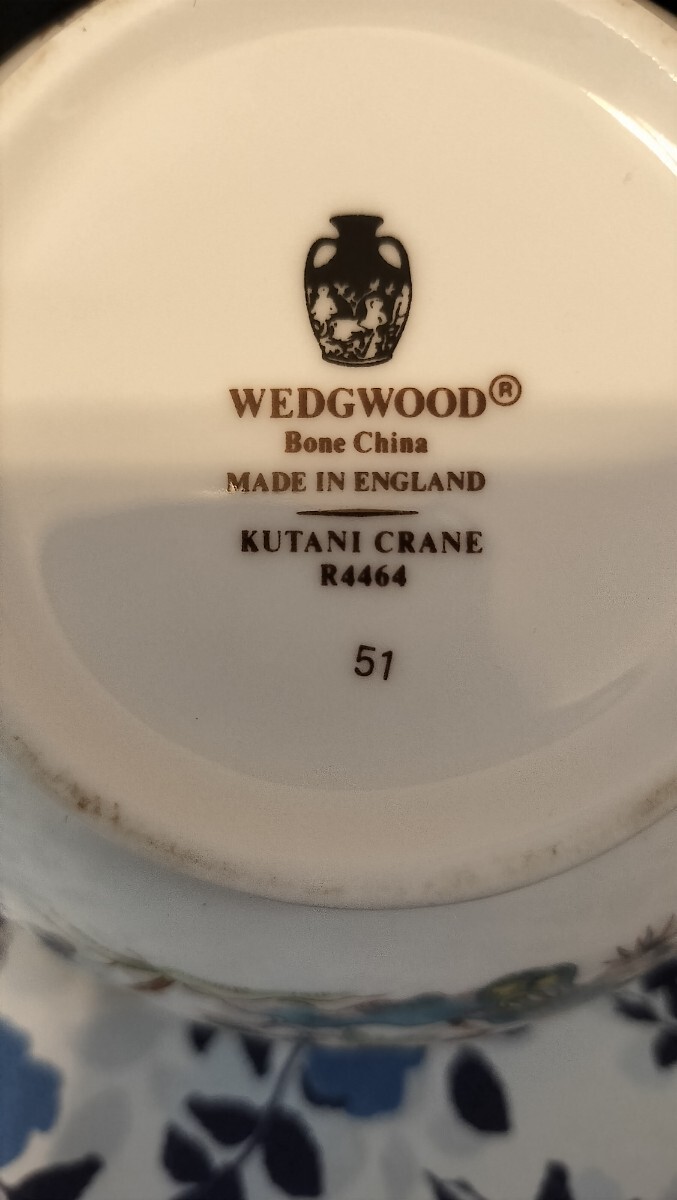 WEDGWOOD®
Bone China
MADE IN ENGLAND
KUTANI CRANE
R4464
51